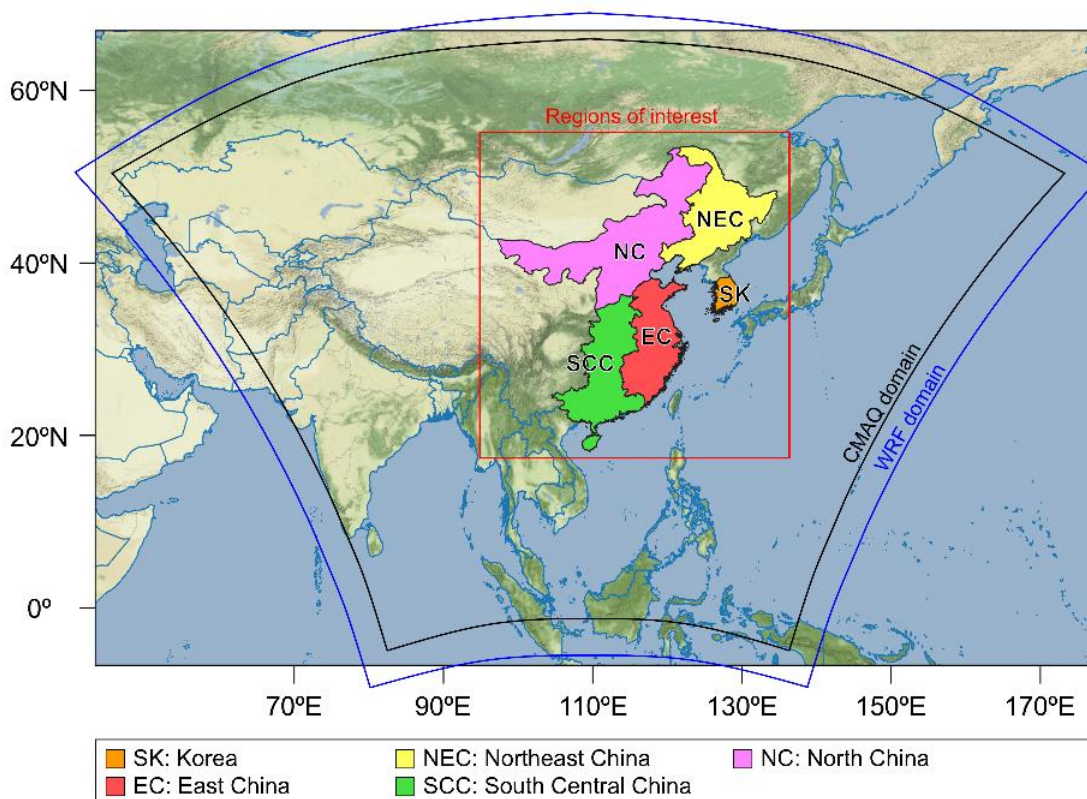 60ºN
Regions of interest
NEC
NC
40ºN
SK
EC
SCC
CMAQ domain
WRF domain
20ºN
0º
70ºE 90ºE 110ºE 130ºE 150ºE 170ºE
SK: Korea NEC: Northeast China NC: North China
EC: East China SCC: South Central China